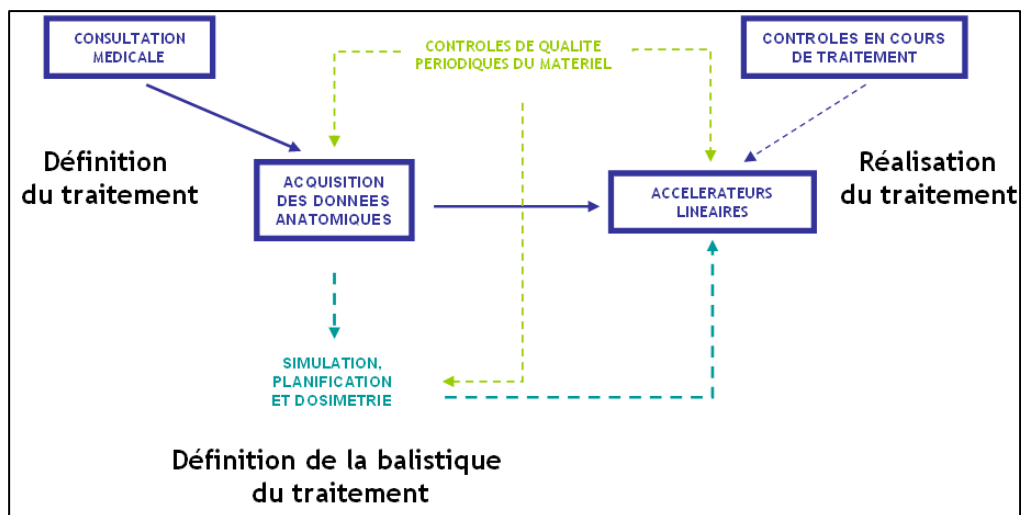 CONSULTATION
MEDICALE
CONTROLES DE QUALITE
PERIODIQUES DU MATERIEL
CONTROLES EN COURS
DE TRAITEMENT
Définition
du traitement
ACQUISITION
DES DONNEES
ANATOMIQUES
ACCELERATEURS
LINEAIRES
Réalisation
du traitement
SIMULATION,
PLANIFICATION
ET DOSIMETRIE
Définition de la balistique
du traitement